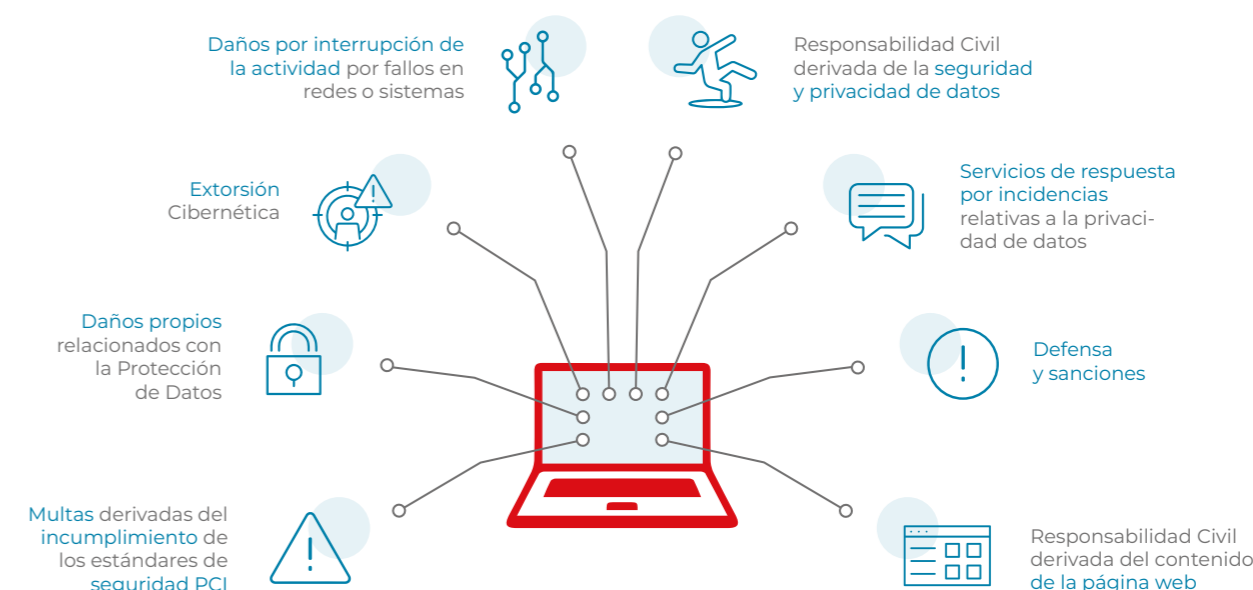 Daños por interrupción de
la actividad por fallos en
redes o sistemas
Responsabilidad Civil
derivada de la seguridad
y privacidad de datos
Extorsión
Cibernética
Servicios de respuesta
por incidencias
relativas a la privaci-
dad de datos
Daños propios
relacionados con
la Protección
de Datos
Defensa
y sanciones
Multas derivadas del
incumplimiento de
los estándares de
seguridad PCI
Responsabilidad Civil
derivada del contenido
de la página web